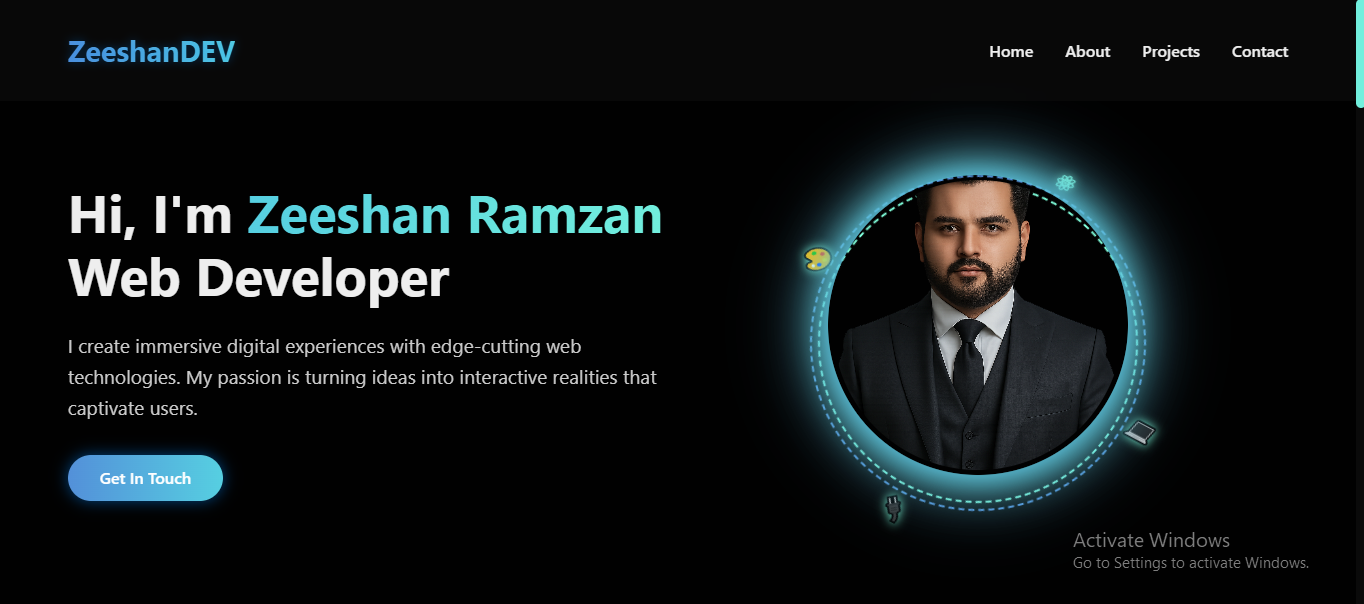 ZeeshanDEV
Home About Projects Contact
Hi, I'm Zeeshan Ramzan
Web Developer
I create immersive digital experiences with edge-cutting web
technologies. My passion is turning ideas into interactive realities that
captivate users.
Get In Touch
Activate Windows
Go to Settings to activate Windows.